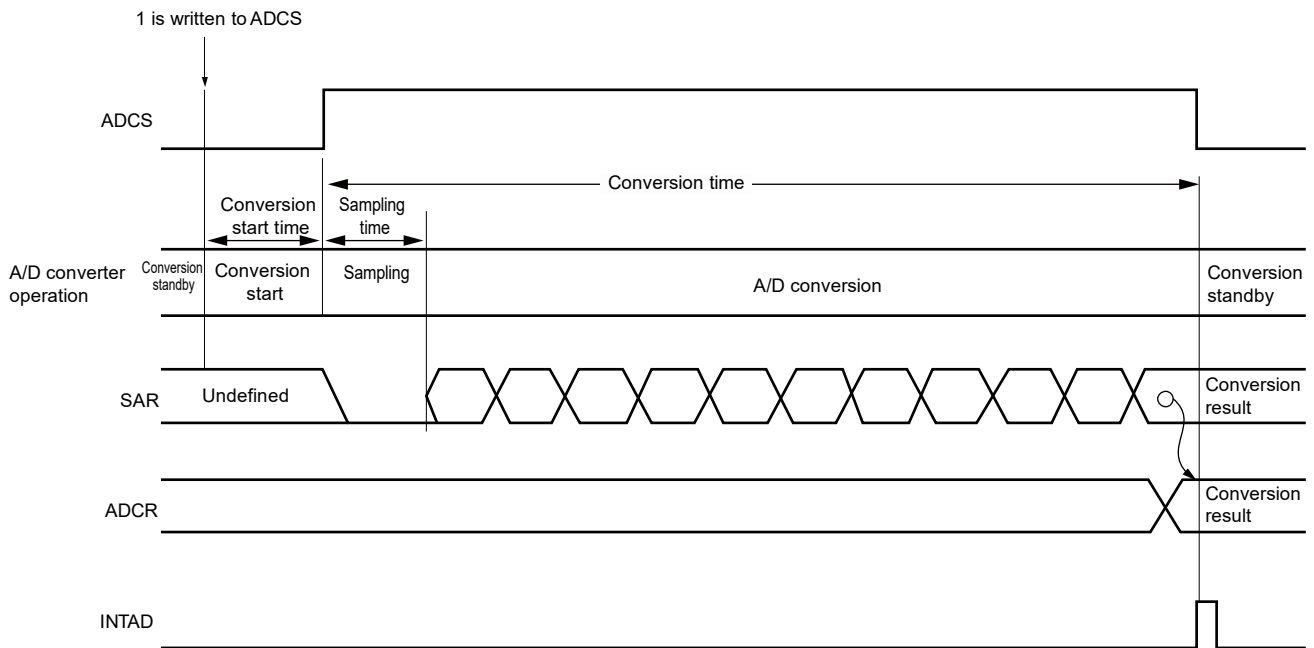 1 is written to ADCS
ADCS
Conversion time
Conversion
start time
Sampling
time
A/D converter
operation
Conversion
standby
Conversion
start
Sampling
A/D conversion
Conversion
standby
SAR
Undefined
Conversion
result
ADCR
Conversion
result
INTAD